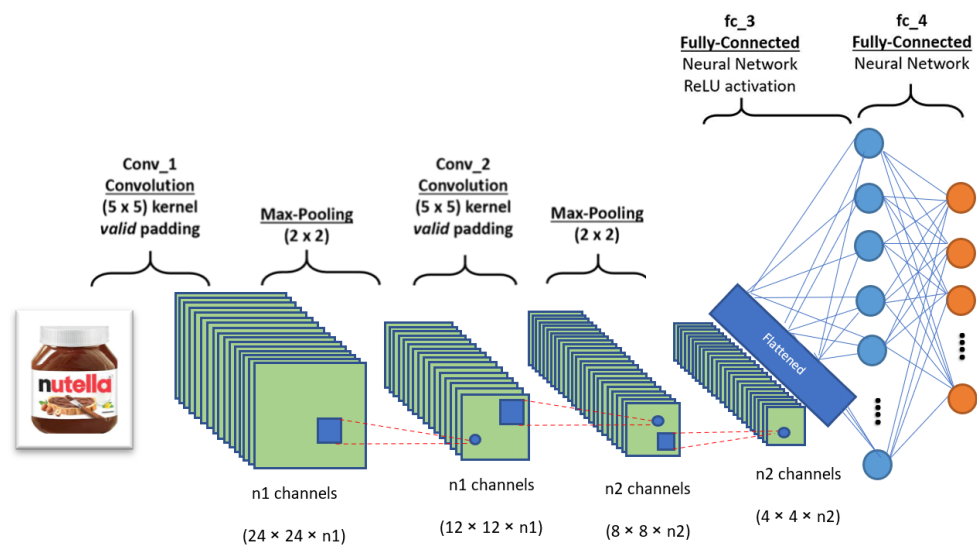 fc_3
Fully-Connected
Neural Network
ReLU activation
fc_4
Fully-Connected
Neural Network
Conv_1
Convolution
(5 x 5) kernel
valid padding
Max-Pooling
(2 x 2)
Conv_2
Convolution
(5 x 5) kernel
valid padding
Max-Pooling
(2 x 2)
nutella
Flattened
n1 channels
(24 × 24 × n1)
n1 channels
(12 × 12 × n1)
n2 channels
(8 × 8 × n2)
n2 channels
(4 × 4 × n2)